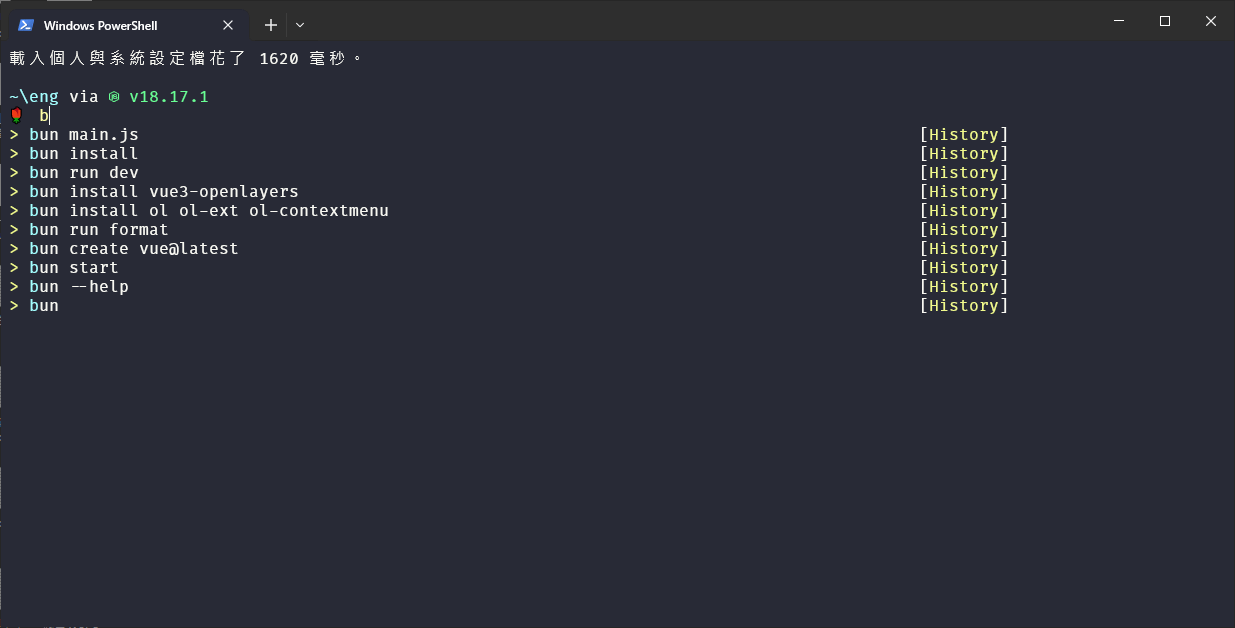 Windows PowerShell
載入個人與系統設定檔花了 1620 毫秒。
~\eng via v18.17.1
b
> bun main.js [History]
> bun install [History]
> bun run dev [History]
> bun install vue3-openlayers [History]
> bun install ol ol-ext ol-contextmenu [History]
> bun run format [History]
> bun create vue@latest [History]
> bun start [History]
> bun --help [History]
> bun [History]